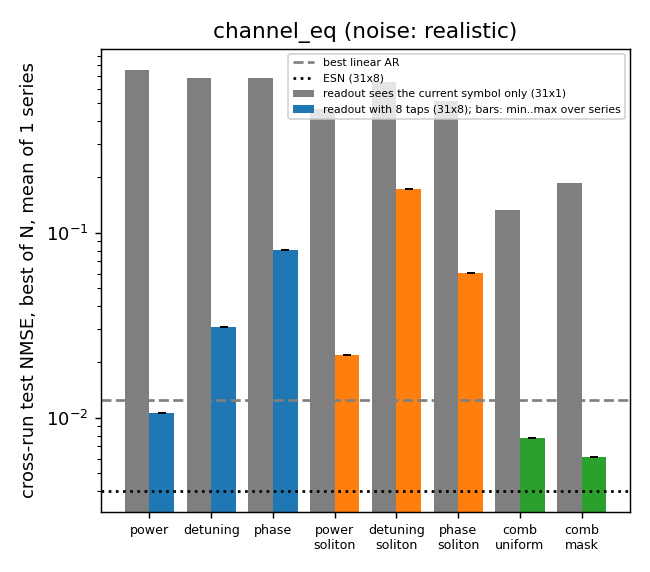 channel_eq (noise: realistic)
cross-run test NMSE, best of N, mean of 1 series
10⁻¹
10⁻²
best linear AR
ESN (31x8)
readout sees the current symbol only (31x1)
readout with 8 taps (31x8); bars: min..max over series
power
detuning
phase
power
soliton
detuning
soliton
phase
soliton
comb
uniform
comb
mask